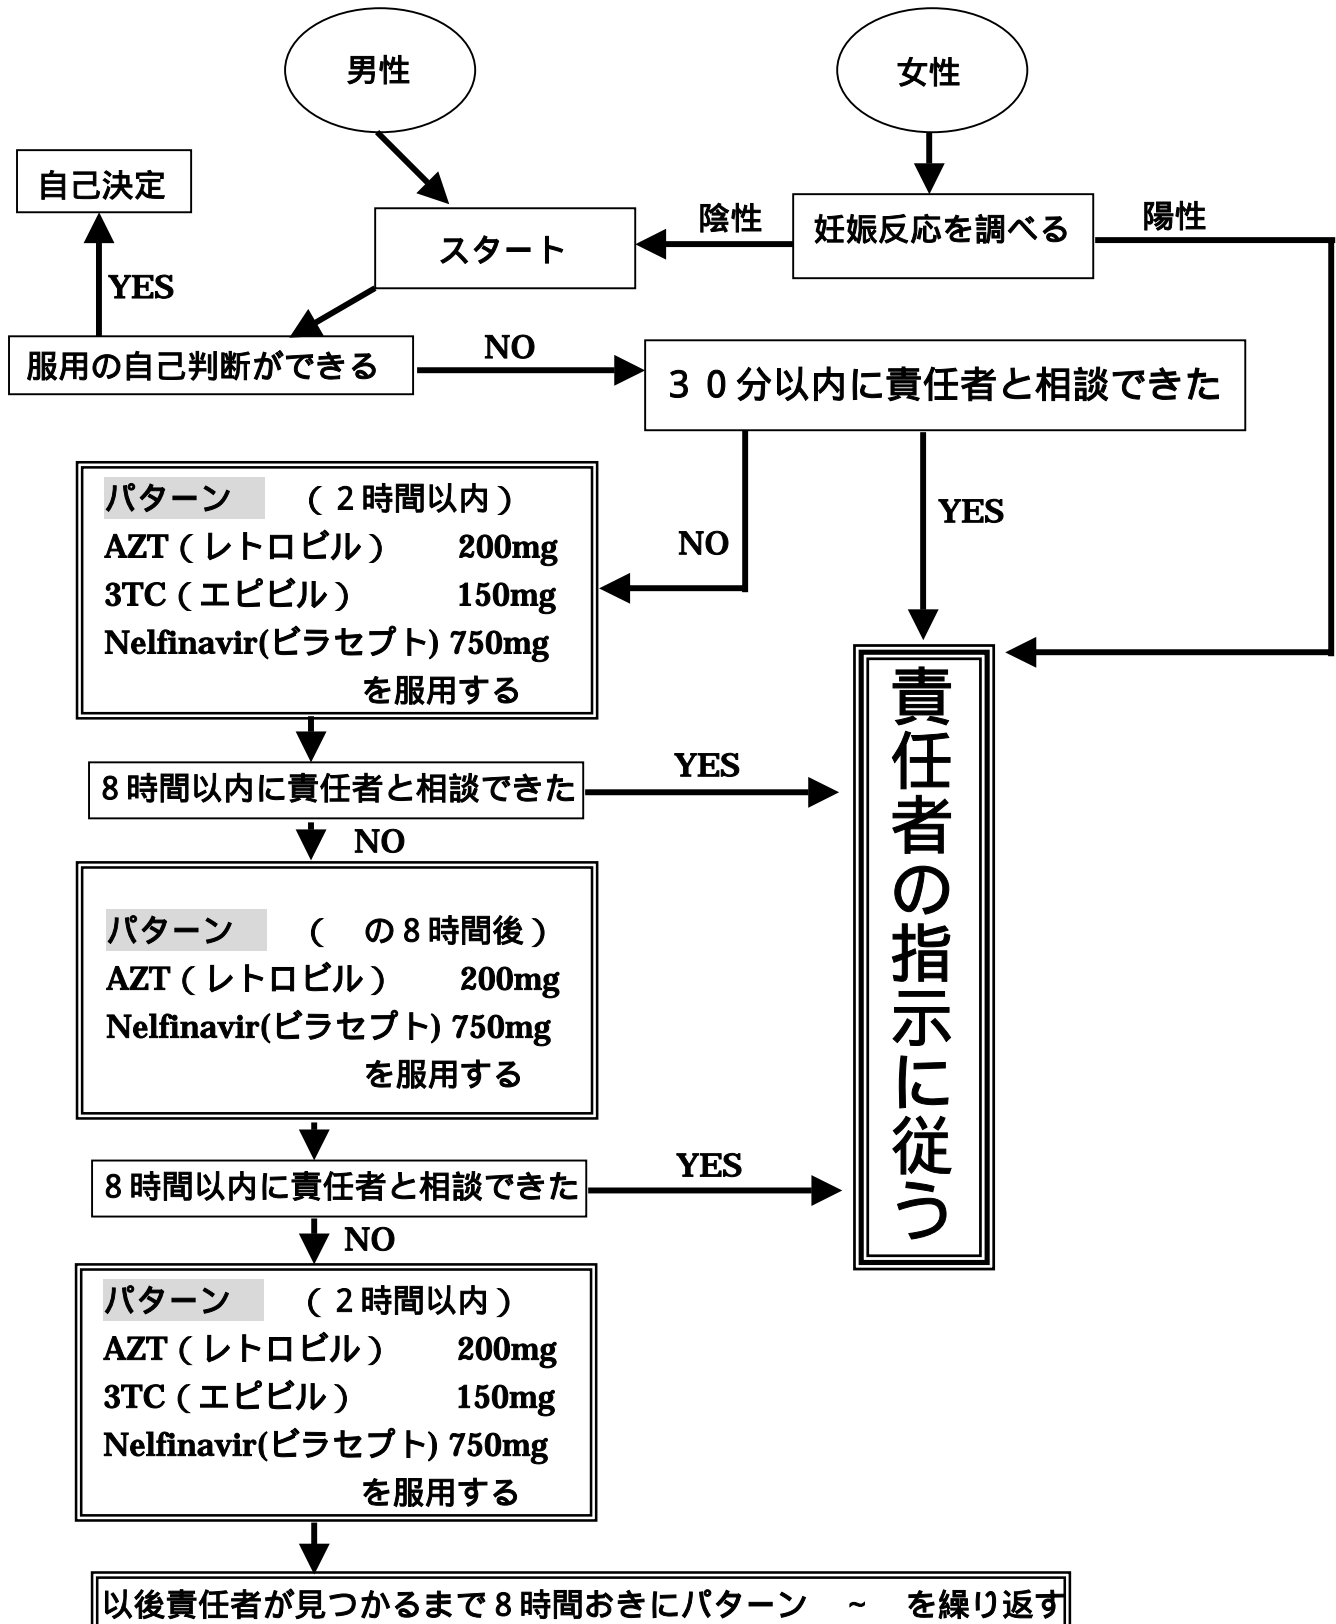 男性
女性
自己決定
スタート
陰性
妊娠反応を調べる
陽性
YES
服用の自己判断ができる
NO
３０分以内に責任者と相談できた
パターン　（２時間以内）
AZT（レトロビル）　200mg
3TC（エピビル）　150mg
Nelfinavir(ビラセプト) 750mg
を服用する
NO
YES
8時間以内に責任者と相談できた
YES
NO
責任者の指示に従う
パターン　（　の8時間後）
AZT（レトロビル）　200mg
Nelfinavir(ビラセプト) 750mg
を服用する
8時間以内に責任者と相談できた
YES
NO
パターン　（２時間以内）
AZT（レトロビル）　200mg
3TC（エピビル）　150mg
Nelfinavir(ビラセプト) 750mg
を服用する
以後責任者が見つかるまで8時間おきにパターン　~　を繰り返す